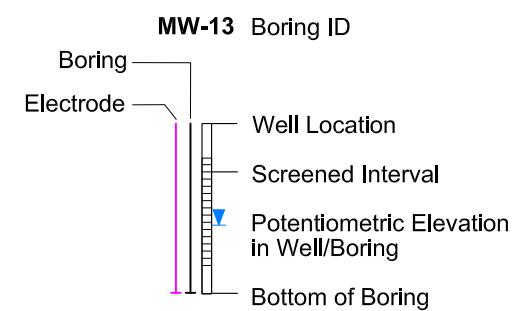 MW-13 Boring ID
Boring
Electrode
Well Location
Screened Interval
Potentiometric Elevation
in Well/Boring
Bottom of Boring